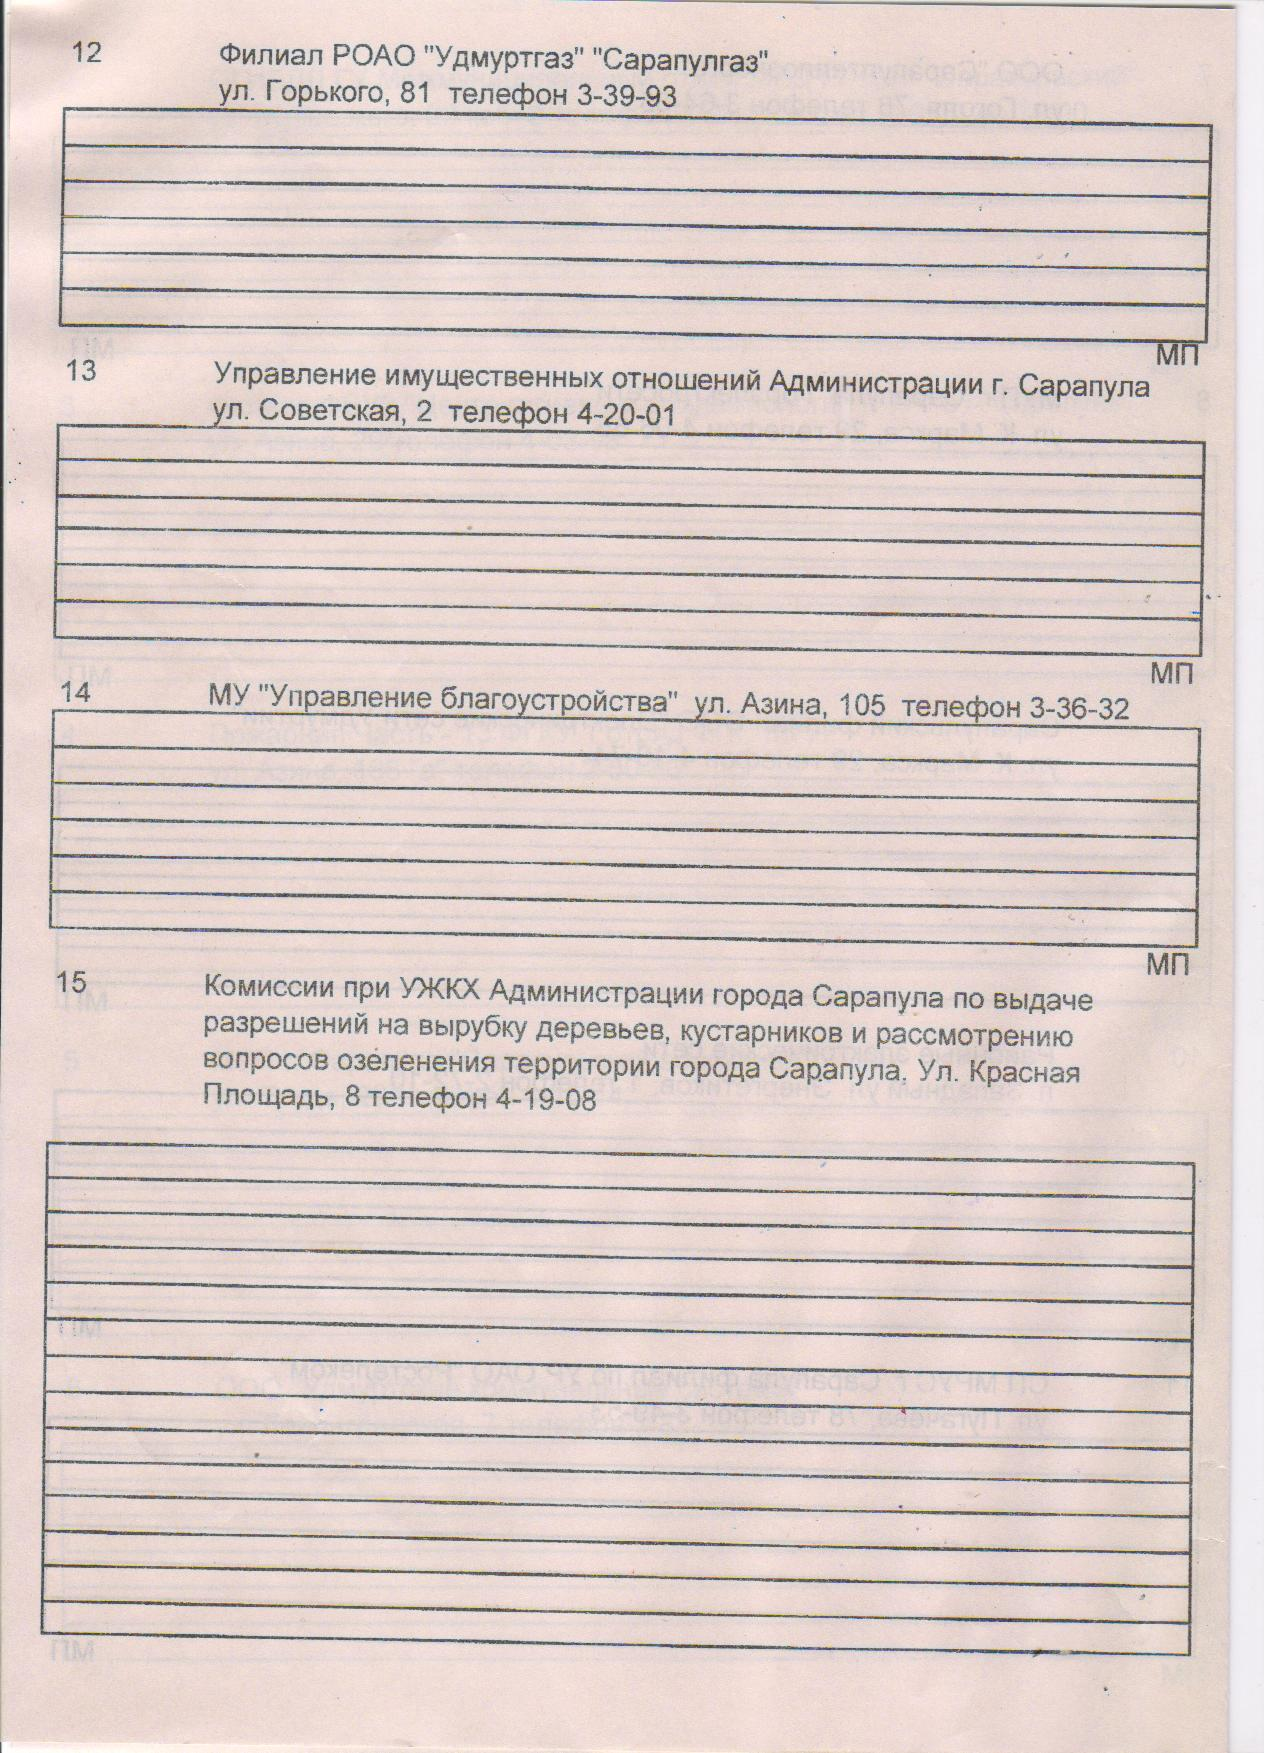 12 Филиал РОАО "Удмуртгаз" "Сарапулгаз"
ул. Горького, 81 телефон 3-39-93
МП
13 Управление имущественных отношений Администрации г. Сарапула
ул. Советская, 2 телефон 4-20-01
МП
14 МУ "Управление благоустройства" ул. Азина, 105 телефон 3-36-32
МП
15 Комиссии при УЖКХ Администрации города Сарапула по выдаче
разрешений на вырубку деревьев, кустарников и рассмотрению
вопросов озеленения территории города Сарапула. Ул. Красная
Площадь, 8 телефон 4-19-08